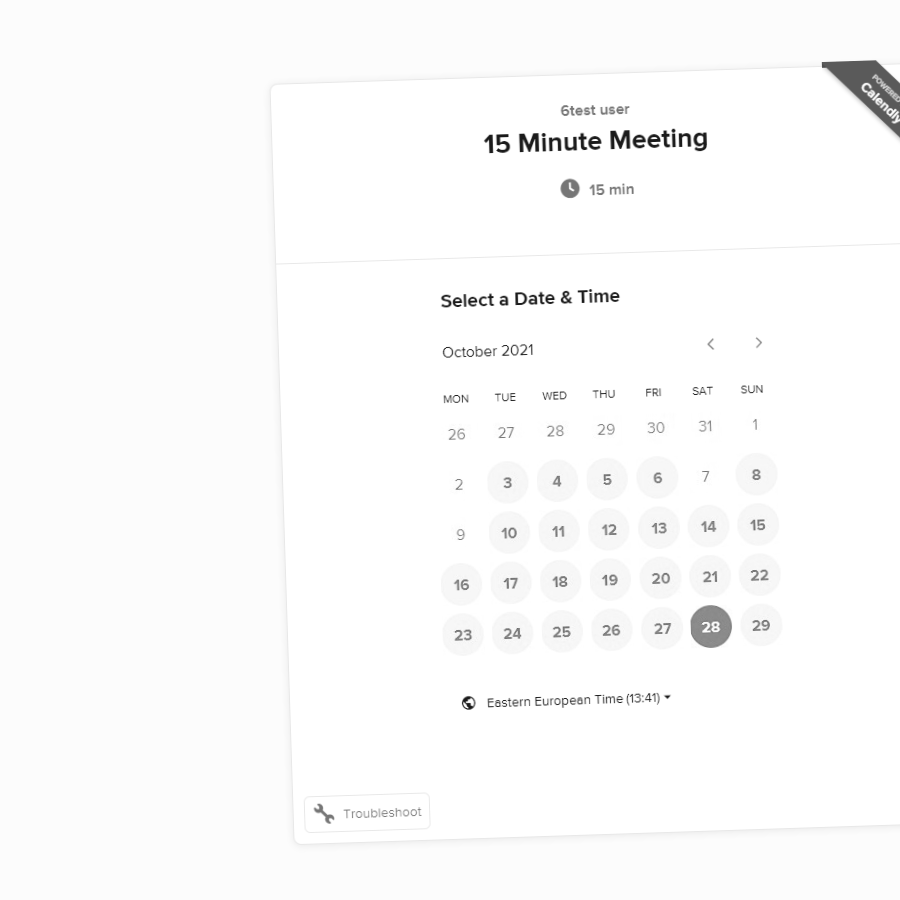 POWERED
Calendly
6test user
15 Minute Meeting
15 min
Select a Date & Time
October 2021
MON TUE WED THU FRI SAT SUN
26 27 28 29 30 31 1
2 3 4 5 6 7 8
9 10 11 12 13 14 15
16 17 18 19 20 21 22
23 24 25 26 27 28 29
Eastern European Time (13:41)
Troubleshoot